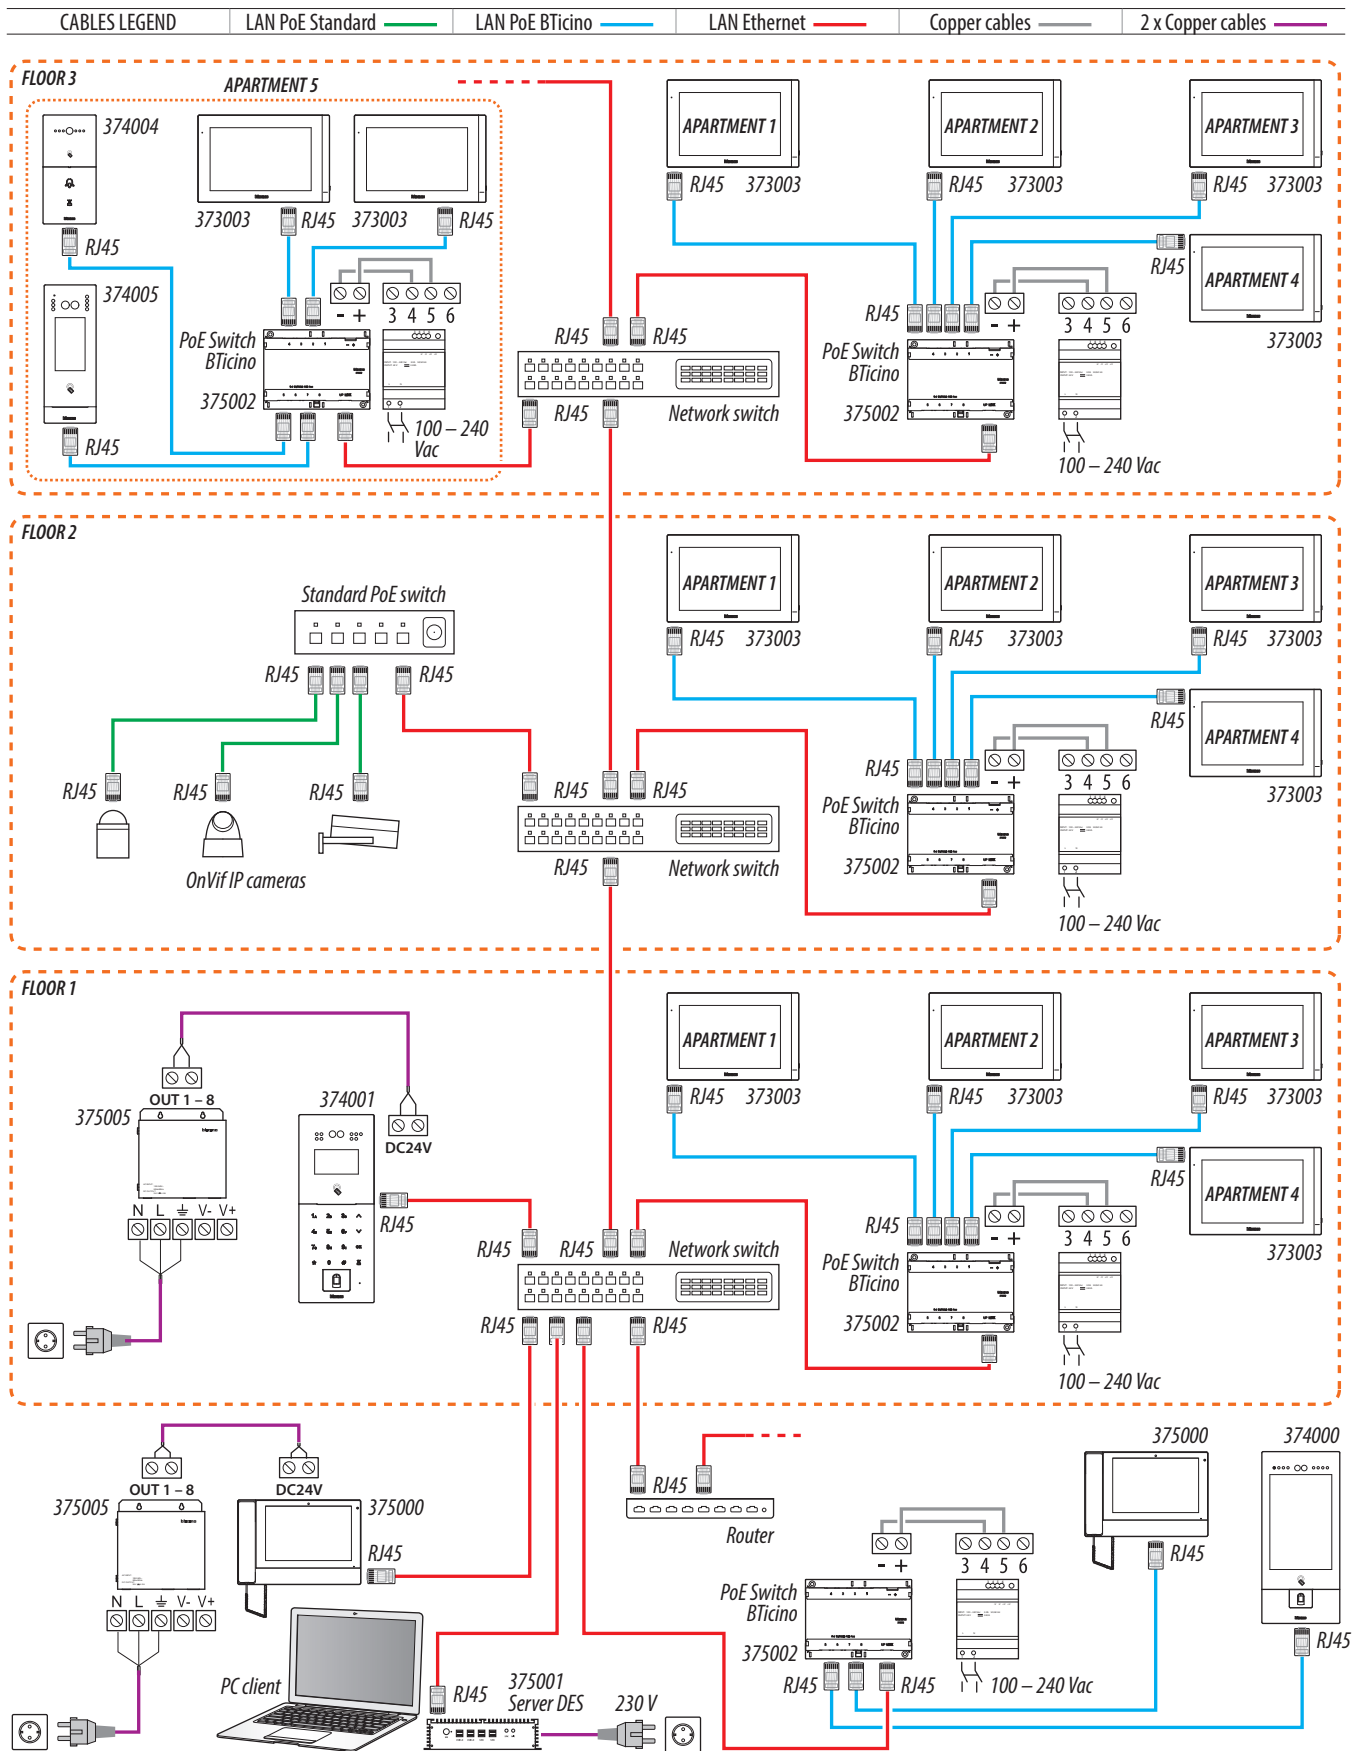 CABLES LEGEND LAN PoE Standard LAN PoE BTicino LAN Ethernet Copper cables 2 x Copper cables
FLOOR 3
APARTMENT 5
374004
373003 RJ45 373003 RJ45
RJ45
374005
- + 3 4 5 6
PoE Switch
BTicino
375002
RJ45
100 – 240
Vac
RJ45 RJ45
RJ45 Network switch
APARTMENT 1 APARTMENT 2 APARTMENT 3
RJ45 373003 RJ45 373003 RJ45 373003
RJ45 APARTMENT 4
373003
RJ45 - + 3 4 5 6
PoE Switch
BTicino
375002
100 – 240 Vac
FLOOR 2
Standard PoE switch
RJ45 RJ45
RJ45 RJ45 RJ45
OnVif IP cameras
RJ45 RJ45
RJ45 Network switch
APARTMENT 1 APARTMENT 2 APARTMENT 3
RJ45 373003 RJ45 373003 RJ45 373003
RJ45 APARTMENT 4
373003
RJ45 - + 3 4 5 6
PoE Switch
BTicino
375002
100 – 240 Vac
FLOOR 1
OUT 1 – 8
375005
374001
DC24V
N L V- V+
RJ45
RJ45 RJ45 Network switch
RJ45 RJ45
APARTMENT 1 APARTMENT 2 APARTMENT 3
RJ45 373003 RJ45 373003 RJ45 373003
RJ45 APARTMENT 4
373003
RJ45 - + 3 4 5 6
PoE Switch
BTicino
375002
100 – 240 Vac
OUT 1 – 8 DC24V
375005 375000
RJ45
N L V- V+
PC client
RJ45
375001
Server DES
230 V
RJ45
Router
- + 3 4 5 6
PoE Switch
BTicino
375002
RJ45 RJ45 100 – 240 Vac
375000 374000
RJ45
RJ45